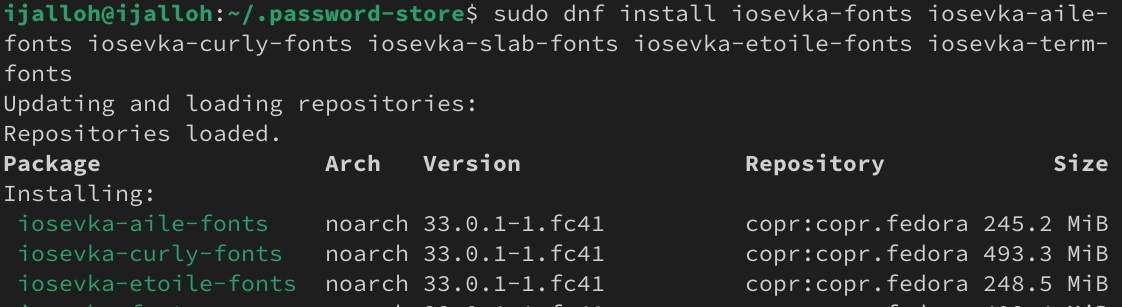 ijalloh@ijalloh:~/.password-store$ sudo dnf install iosevka-fonts iosevka-aile-
fonts iosevka-curly-fonts iosevka-slab-fonts iosevka-etoile-fonts iosevka-term-
fonts
Updating and loading repositories:
Repositories loaded.
Package Arch Version Repository Size
Installing:
iosevka-aile-fonts noarch 33.0.1-1.fc41 copr:copr.fedora 245.2 MiB
iosevka-curly-fonts noarch 33.0.1-1.fc41 copr:copr.fedora 493.3 MiB
iosevka-etoile-fonts noarch 33.0.1-1.fc41 copr:copr.fedora 248.5 MiB